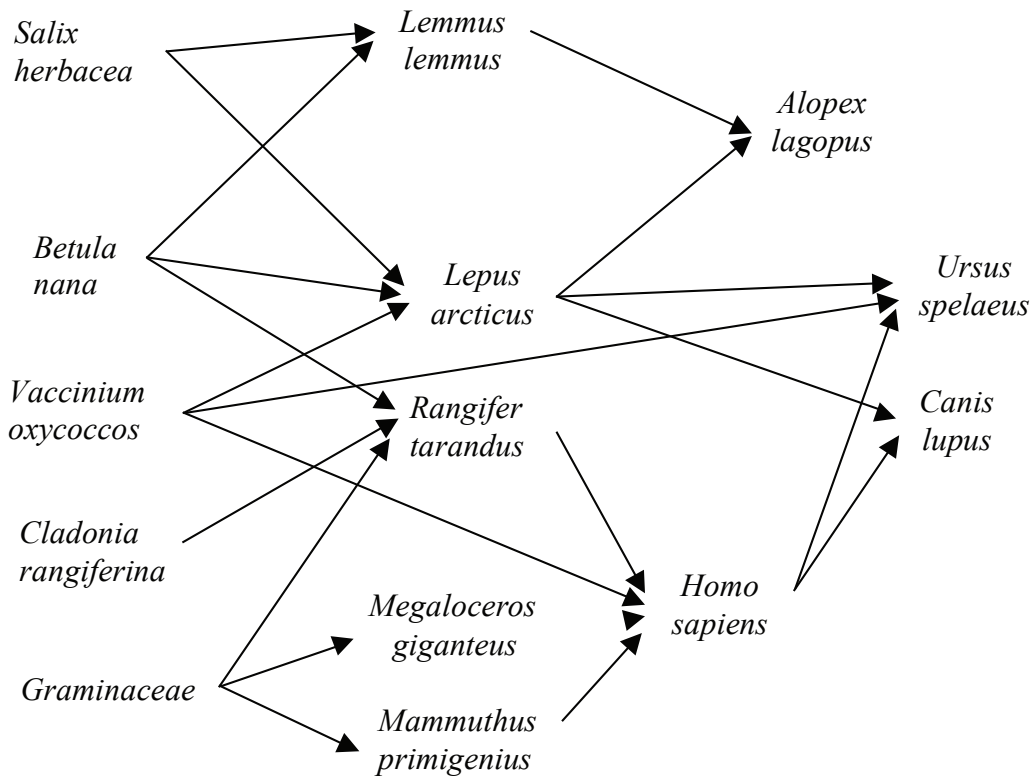 Salix
herbacea
Lemmus
lemmus
Alopex
lagopus
Betula
nana
Lepus
arcticus
Ursus
spelaeus
Vaccinium
oxycoccos
Rangifer
tarandus
Canis
lupus
Cladonia
rangiferina
Megaloceros
giganteus
Homo
sapiens
Graminaceae
Mammuthus
primigenius